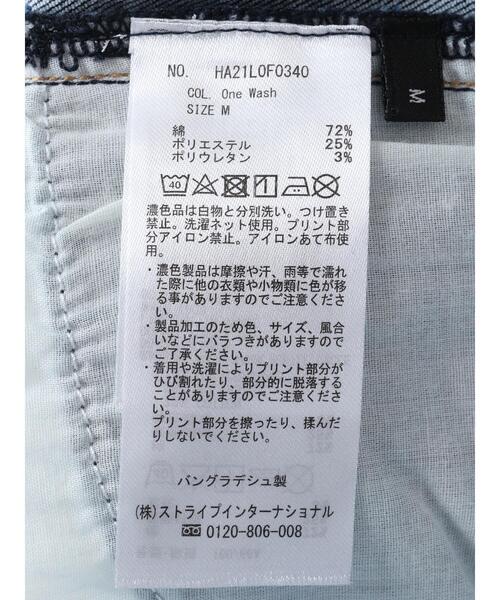 NO. HA21L0F0340
COL. One Wash
SIZE M
綿 72%
ポリエステル 25%
ポリウレタン 3%
40
濃色品は白物と分別洗い。つけ置き
禁止。洗濯ネット使用。プリント部
分アイロン禁止。アイロンあて布使
用。
・濃色製品は摩擦や汗、雨等で濡れ
た際に他の衣類や小物類に色が移
る事がありますのでご注意くださ
い。
・製品加工のため色、サイズ、風合
いなどにバラつきがありますので
ご了承ください。
・着用や洗濯によりプリント部分が
ひび割れたり、部分的に脱落する
ことがありますのでご注意くださ
い。
プリント部分を擦ったり、揉んだ
りしないでください。
バングラデシュ製
(株)ストライプインターナショナル
0120-806-008
M